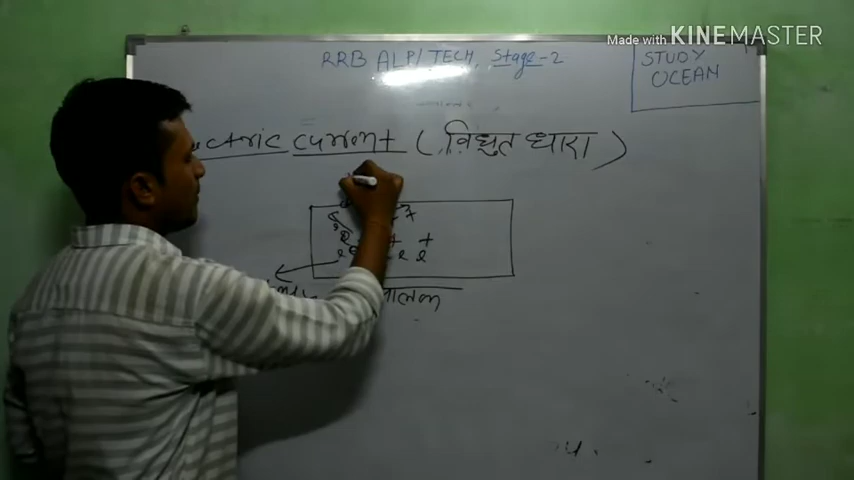 Made with KINEMASTER
RRB ALP/TECH, Stage-2
STUDY
OCEAN
ctric current (विधुत धारा)
+ +
+ +
e e